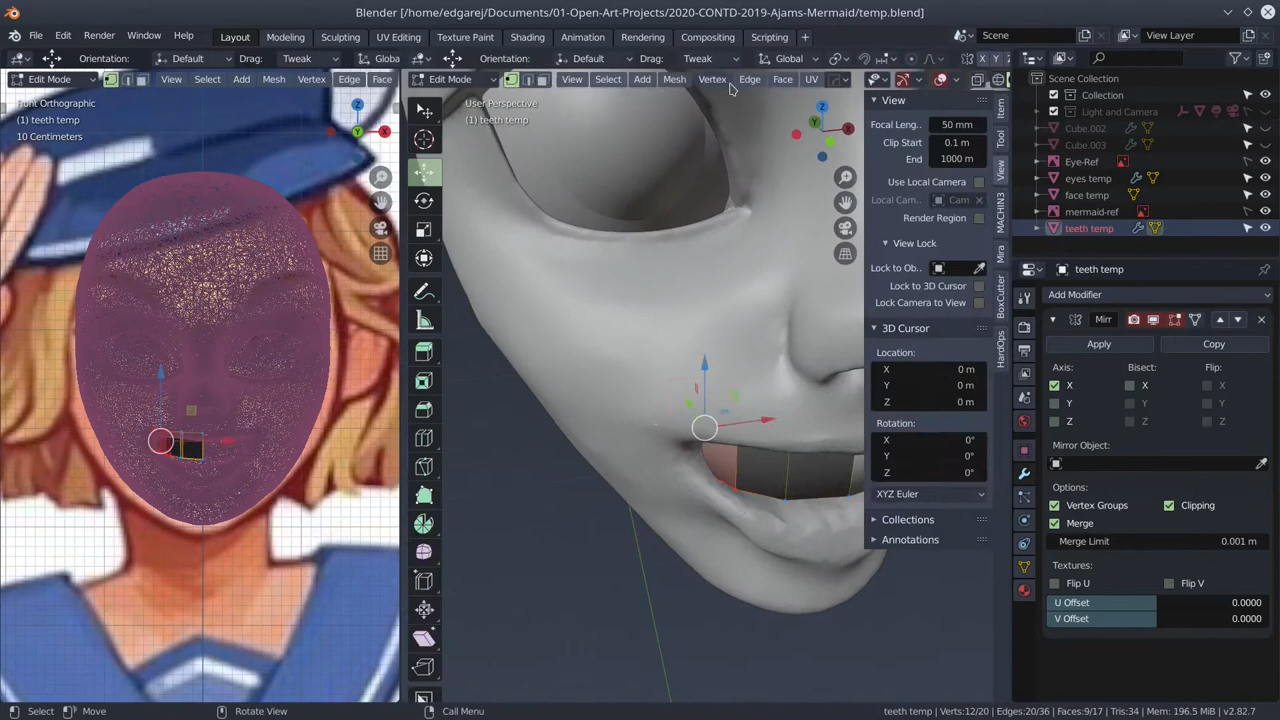 Blender [/home/edgarej/Documents/01-Open-Art-Projects/2020-CONTD-2019-Ajams-Mermaid/temp.blend]
File Edit Render Window Help Layout Modeling Sculpting UV Editing Texture Paint Shading Animation Rendering Compositing Scripting + Scene View Layer
Orientation: Default Drag: Tweak Globa Orientation: Default Drag: Tweak Global X Y
Edit Mode View Select Add Mesh Vertex Edge Face Edit Mode View Select Add Mesh Vertex Edge Face UV
Front Orthographic
(1) teeth temp
10 Centimeters
Z
Y
X
User Perspective
(1) teeth temp
Z
Y
X
View
Focal Leng.. 50 mm
Clip Start 0.1 m
End 1000 m
Use Local Camera
Local Cam.. Cam
Render Region
View Lock
Lock to Ob..
Lock to 3D Cursor
Lock Camera to View
3D Cursor
Location:
X 0 m
Y 0 m
Z 0 m
Rotation:
X 0°
Y 0°
Z 0°
XYZ Euler
Collections
Annotations
Item
Tool
View
MACHIN3
Mira
BoxCutter
HardOps
Scene Collection
Collection
Light and Camera
Cube.002
Cube.003
Eye-Ref
eyes temp
face temp
mermaid-ref
teeth temp
teeth temp
Add Modifier
Mirr
Apply Copy
Axis: Bisect: Flip:
X X X
Y Y Y
Z Z Z
Mirror Object:
Options:
Vertex Groups Clipping
Merge
Merge Limit 0.001 m
Textures:
Flip U Flip V
U Offset 0.0000
V Offset 0.0000
Select Move Rotate View Call Menu teeth temp | Verts:12/20 | Edges:20/36 | Faces:9/17 | Tris:34 | Mem: 196.5 MiB | v2.82.7